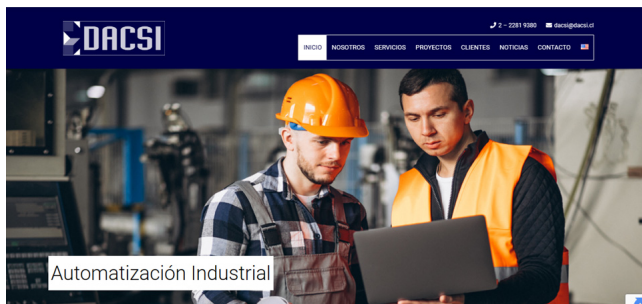 DACSI
2 – 2281 9380 dacsi@dacsi.cl
INICIO NOSOTROS SERVICIOS PROYECTOS CLIENTES NOTICIAS CONTACTO
Automatización Industrial